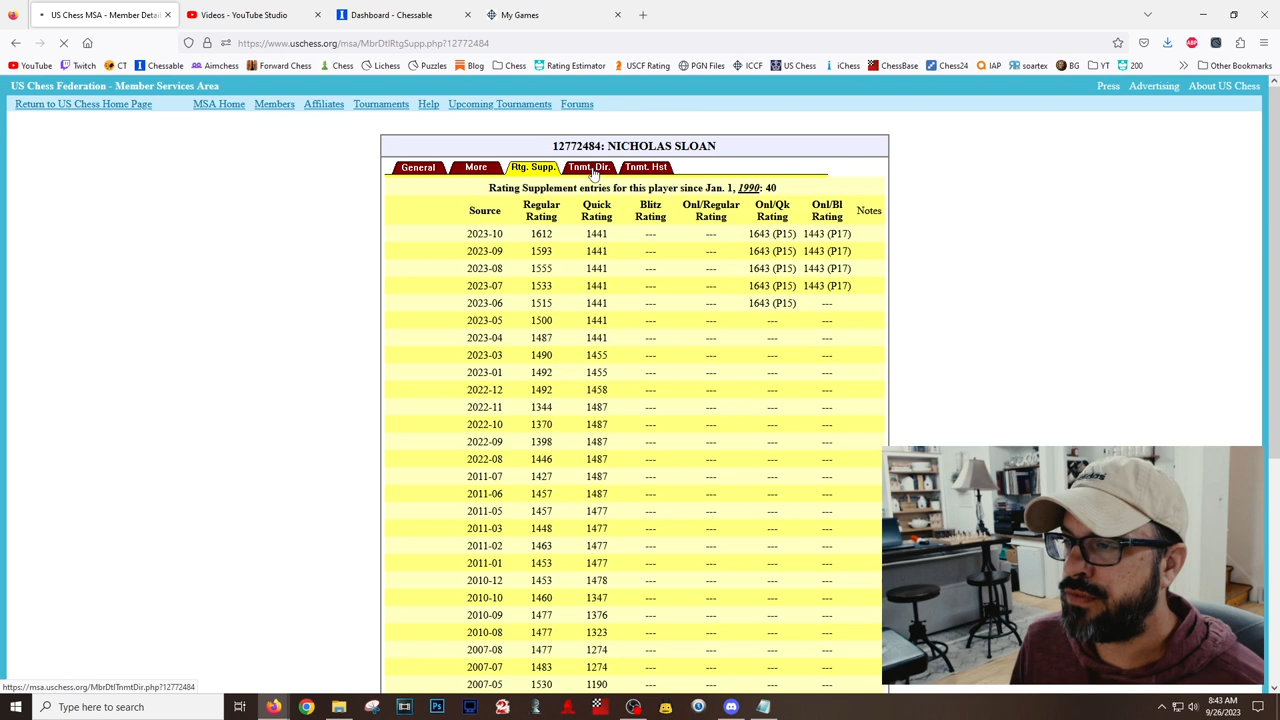 US Chess MSA - Member Detail
Videos - YouTube Studio
Dashboard - Chessable
My Games
https://www.uschess.org/msa/MbrDtlRtgSupp.php?12772484
YouTube Twitch CT Chessable Aimchess Forward Chess Chess Lichess Puzzles Blog Chess Rating Estimator USCF Rating PGN Files ICCF US Chess iChess ChessBase Chess24 IAP soartex BG YT 200 Other Bookmarks
US Chess Federation - Member Services Area Press Advertising About US Chess
Return to US Chess Home Page MSA Home Members Affiliates Tournaments Help Upcoming Tournaments Forums
12772484: NICHOLAS SLOAN
General More Rtg. Supp. Tnmt. Dir. Tnmt. Hst
Rating Supplement entries for this player since Jan. 1, 1990: 40
Source Regular Rating Quick Rating Blitz Rating Onl/Regular Rating Onl/Qk Rating Onl/Bl Rating Notes
2023-10 1612 1441 --- --- 1643 (P15) 1443 (P17)
2023-09 1593 1441 --- --- 1643 (P15) 1443 (P17)
2023-08 1555 1441 --- --- 1643 (P15) 1443 (P17)
2023-07 1533 1441 --- --- 1643 (P15) 1443 (P17)
2023-06 1515 1441 --- --- 1643 (P15) ---
2023-05 1500 1441 --- --- --- ---
2023-04 1487 1441 --- --- --- ---
2023-03 1490 1455 --- --- --- ---
2023-01 1492 1455 --- --- --- ---
2022-12 1492 1458 --- --- --- ---
2022-11 1344 1487 --- --- --- ---
2022-10 1370 1487 --- --- --- ---
2022-09 1398 1487 --- --- --- ---
2022-08 1446 1487 --- --- --- ---
2011-07 1427 1487 --- --- --- ---
2011-06 1457 1487 --- --- --- ---
2011-05 1457 1477 --- --- --- ---
2011-03 1448 1477 --- --- --- ---
2011-02 1463 1477 --- --- --- ---
2011-01 1453 1477 --- --- --- ---
2010-12 1453 1478 --- --- --- ---
2010-10 1460 1347 --- --- --- ---
2010-09 1477 1376 --- --- --- ---
2010-08 1477 1323 --- --- --- ---
2007-08 1477 1274 --- --- --- ---
2007-07 1483 1274 --- --- --- ---
2007-05 1530 1190 --- --- --- ---
https://msa.uschess.org/MbrDtlTnmtDir.php?12772484
Type here to search
8:43 AM
9/26/2023